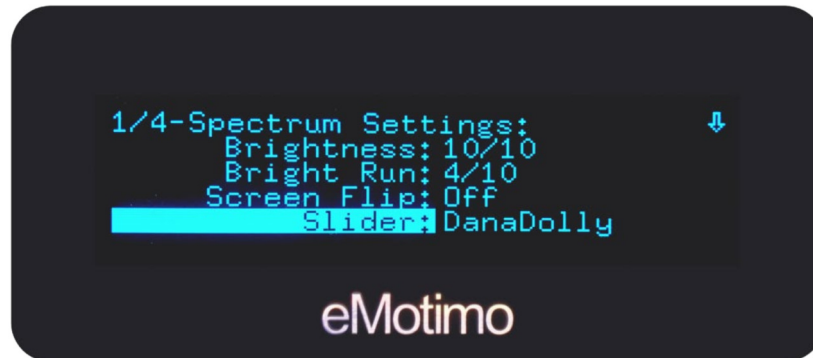 1/4-Spectrum Settings: ⇩
Brightness: 10/10
Bright Run: 4/10
Screen Flip: Off
Slider: DanaDolly
eMotimo